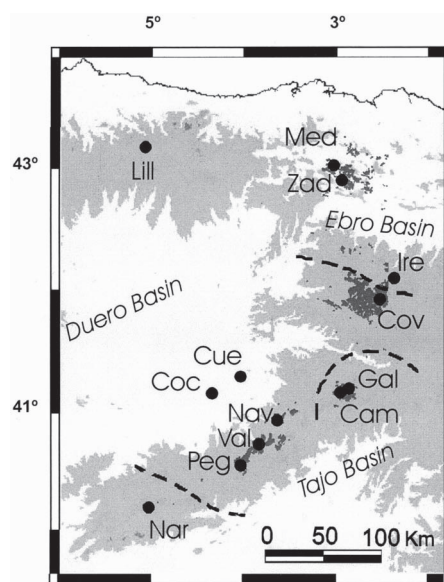 5° 3°
Med
43°
Lill
Zad
Ebro Basin
Ire
Duero Basin
Cov
Cue
Coc
Gal
41°
Nav
Cam
Val
Peg
Tajo Basin
Nar
0 50 100 Km